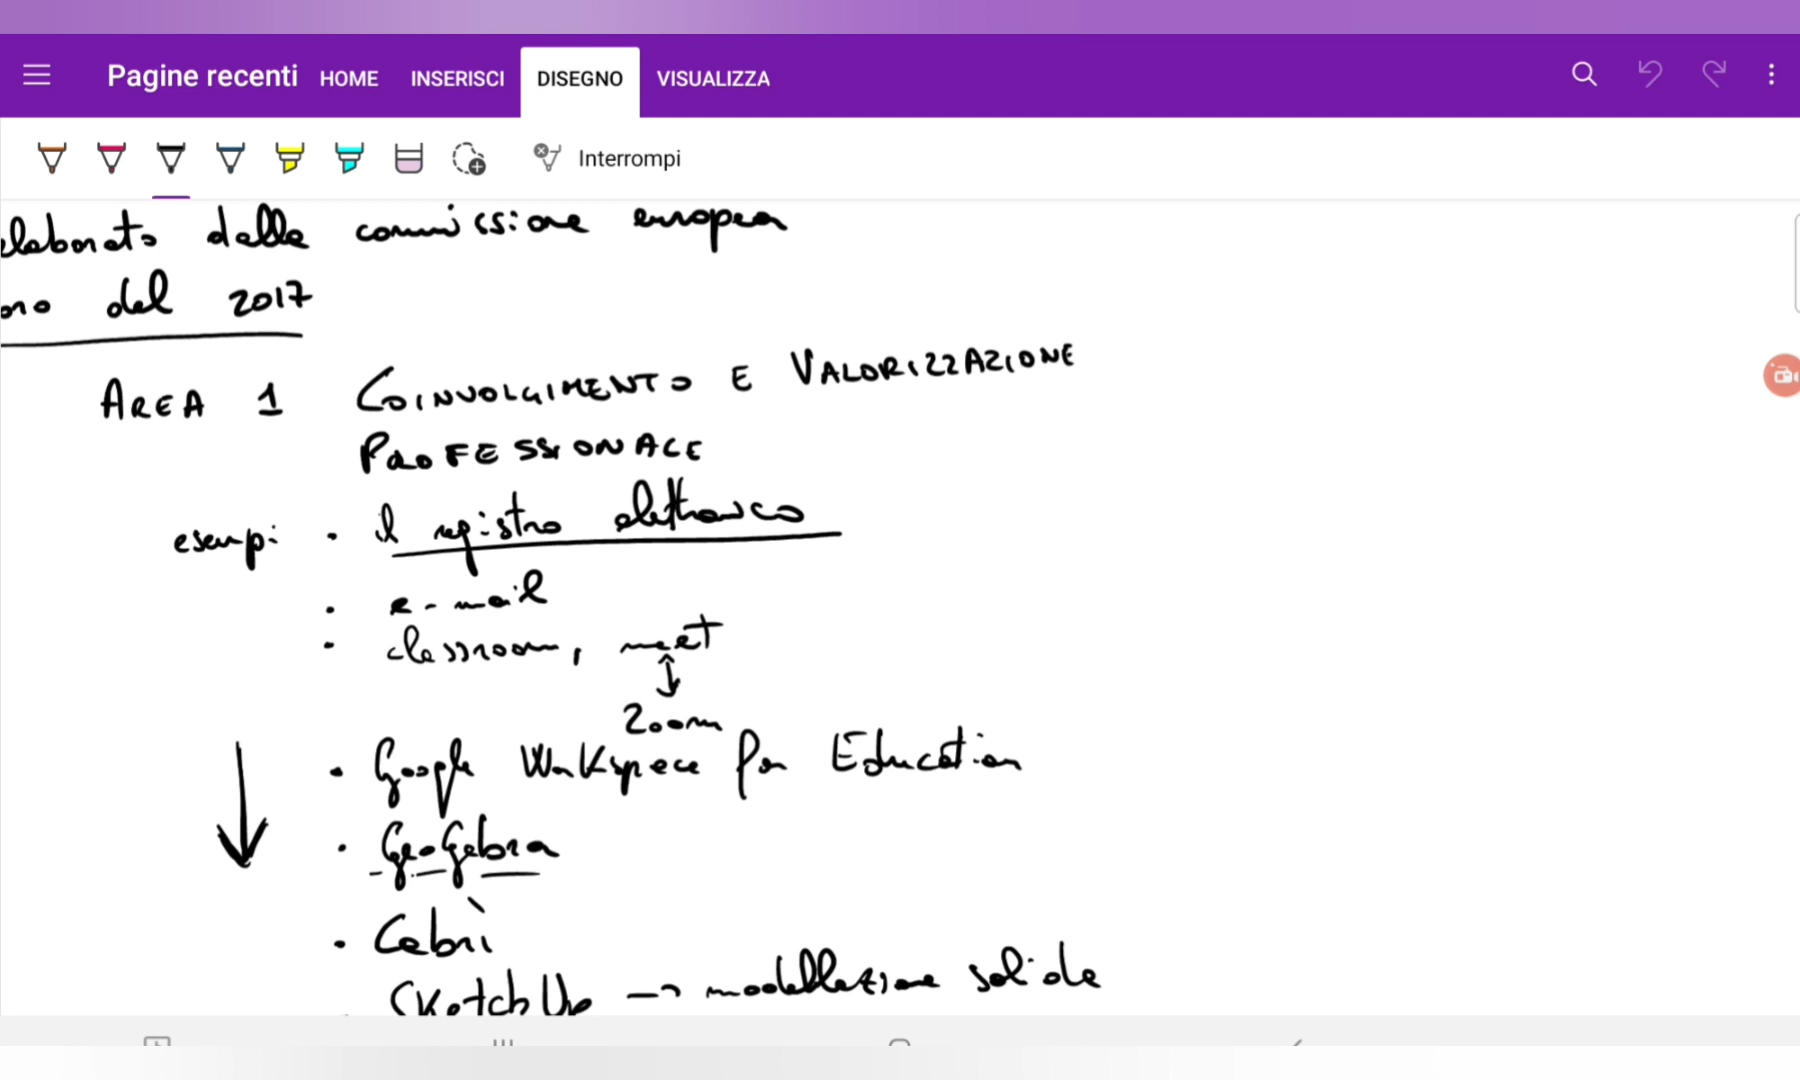 Pagine recenti HOME INSERISCI DISEGNO VISUALIZZA
Interrompi
elaborato dalla commissione europea
del 2017
AREA 1 COINVOLGIMENTO E VALORIZZAZIONE
PROFESSIONALE
esempi: · il registro elettronico
· e-mail
· classroom, meet
Zoom
· Google Workspace for Education
· GeoGebra
· Cabrì
· SketchUp → modellazione solida